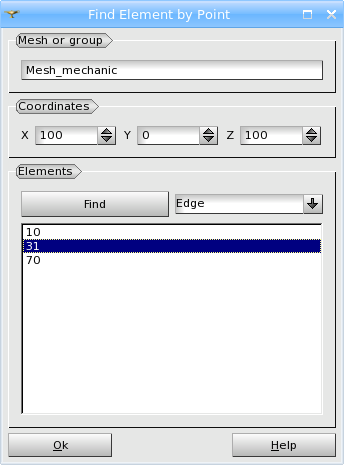 Find Element by Point
Mesh or group
Mesh_mechanic
Coordinates
X 100 Y 0 Z 100
Elements
Find Edge
10
31
70
Ok Help